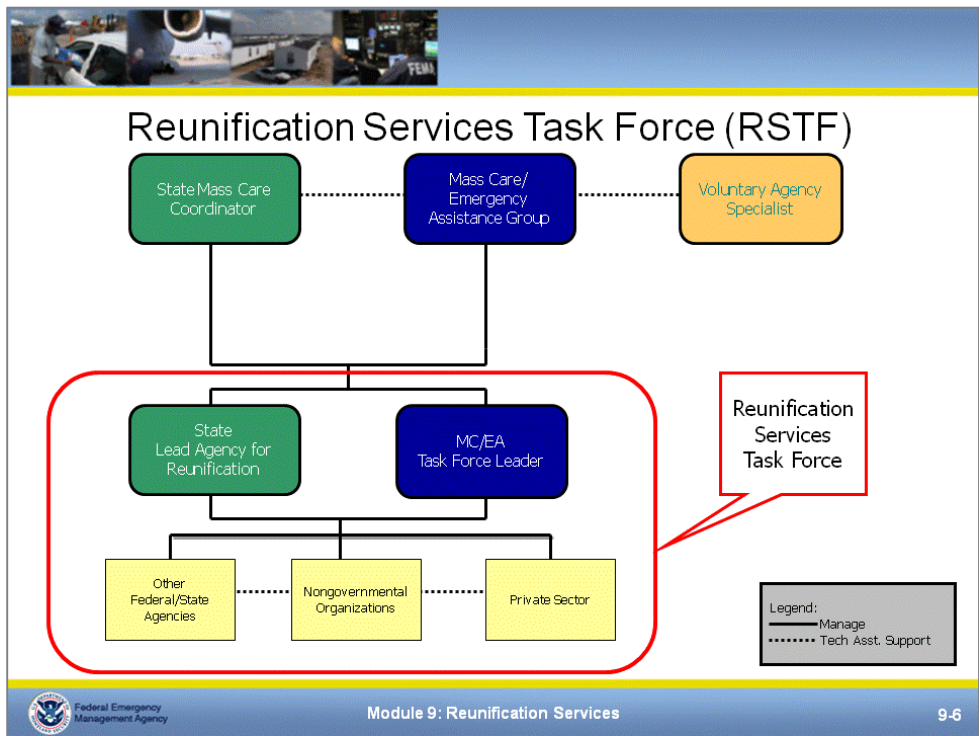 FEMA
Reunification Services Task Force (RSTF)
State Mass Care
Coordinator
Mass Care/
Emergency
Assistance Group
Voluntary Agency
Specialist
State
Lead Agency for
Reunification
MC/EA
Task Force Leader
Reunification
Services
Task Force
Other
Federal/State
Agencies
Nongovernmental
Organizations
Private Sector
Legend:
Manage
Tech Asst. Support
Federal Emergency
Management Agency
Module 9: Reunification Services
9-6